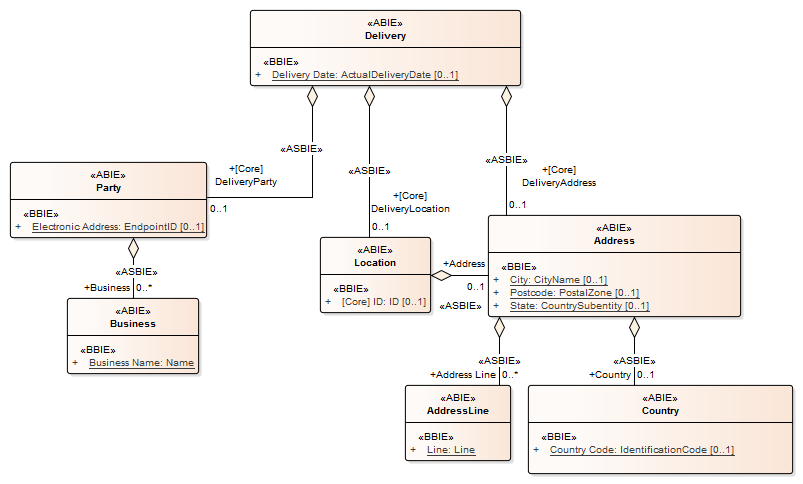 «ABIE»
Delivery
«BBIE»
+ Delivery Date: ActualDeliveryDate [0..1]
«ASBIE»
+[Core]
DeliveryParty
0..1
«ASBIE»
+[Core]
DeliveryLocation
0..1
«ASBIE»
+[Core]
DeliveryAddress
0..1
«ABIE»
Party
«BBIE»
+ Electronic Address: EndpointID [0..1]
«ASBIE»
+Business 0..*
«ABIE»
Business
«BBIE»
+ Business Name: Name
«ABIE»
Location
«BBIE»
+ [Core] ID: ID [0..1]
+Address
0..1
«ASBIE»
«ABIE»
Address
«BBIE»
+ City: CityName [0..1]
+ Postcode: PostalZone [0..1]
+ State: CountrySubentity [0..1]
«ASBIE»
+Address Line 0..*
«ASBIE»
+Country 0..1
«ABIE»
AddressLine
«BBIE»
+ Line: Line
«ABIE»
Country
«BBIE»
+ Country Code: IdentificationCode [0..1]